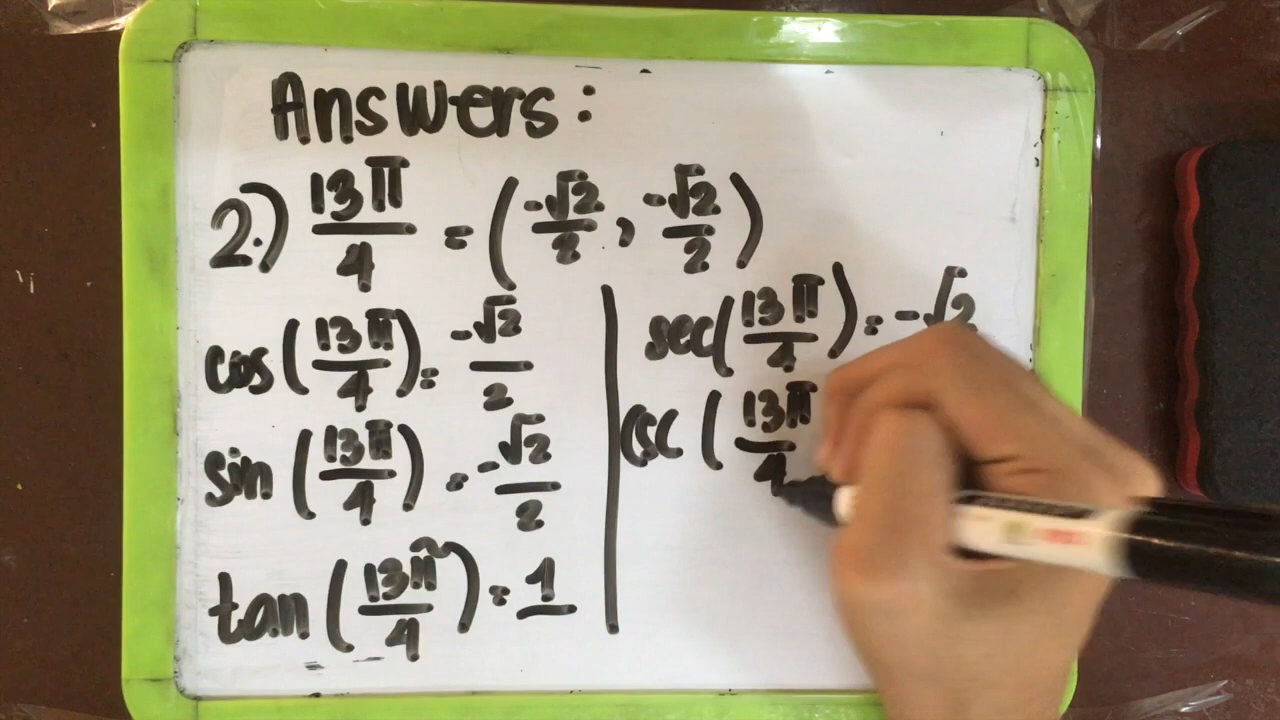 Answers:
2.) 13π/4 = (-√2/2, -√2/2)
cos(13π/4) = -√2/2
sin(13π/4) = -√2/2
tan(13π/4) = 1
sec(13π/4) = -√2
csc(13π/4